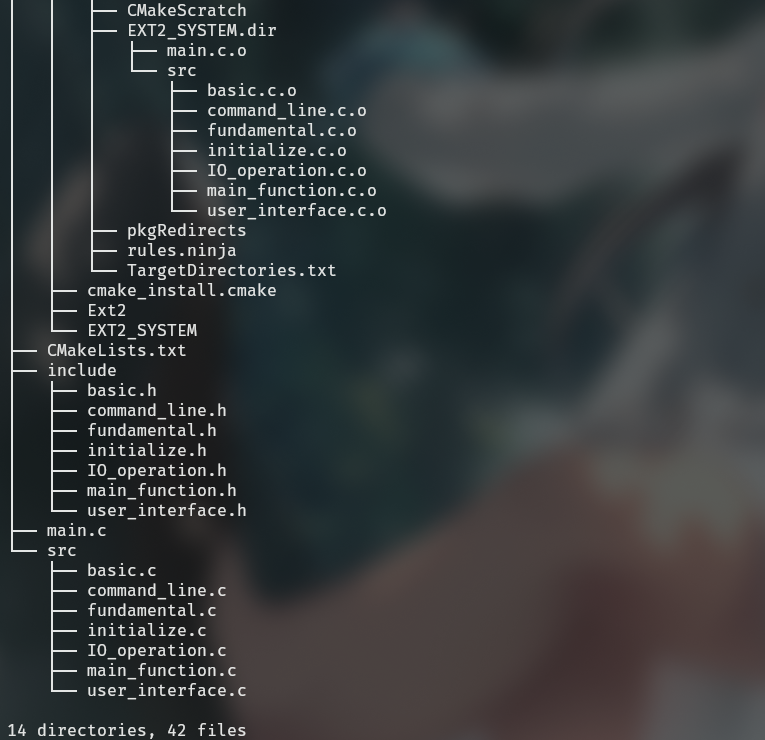 ├── CMakeScratch
├── EXT2_SYSTEM.dir
│   ├── main.c.o
│   └── src
│       ├── basic.c.o
│       ├── command_line.c.o
│       ├── fundamental.c.o
│       ├── initialize.c.o
│       ├── IO_operation.c.o
│       ├── main_function.c.o
│       └── user_interface.c.o
├── pkgRedirects
├── rules.ninja
└── TargetDirectories.txt
├── cmake_install.cmake
├── Ext2
└── EXT2_SYSTEM
├── CMakeLists.txt
├── include
│   ├── basic.h
│   ├── command_line.h
│   ├── fundamental.h
│   ├── initialize.h
│   ├── IO_operation.h
│   ├── main_function.h
│   └── user_interface.h
├── main.c
└── src
    ├── basic.c
    ├── command_line.c
    ├── fundamental.c
    ├── initialize.c
    ├── IO_operation.c
    ├── main_function.c
    └── user_interface.c
14 directories, 42 files